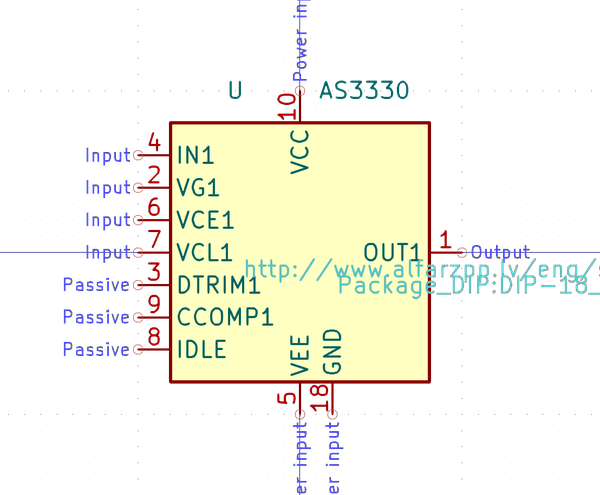 Power in
U
AS3330
10
VCC
Input 4 IN1
Input 2 VG1
Input 6 VCE1
Input 7 VCL1
OUT1 1 Output
http://www.alfarzpp.lv/eng/s
Passive 3 DTRIM1
Package_DIP:DIP-18_
Passive 9 CCOMP1
Passive 8 IDLE
VEE
GND
5
18
er input
er input